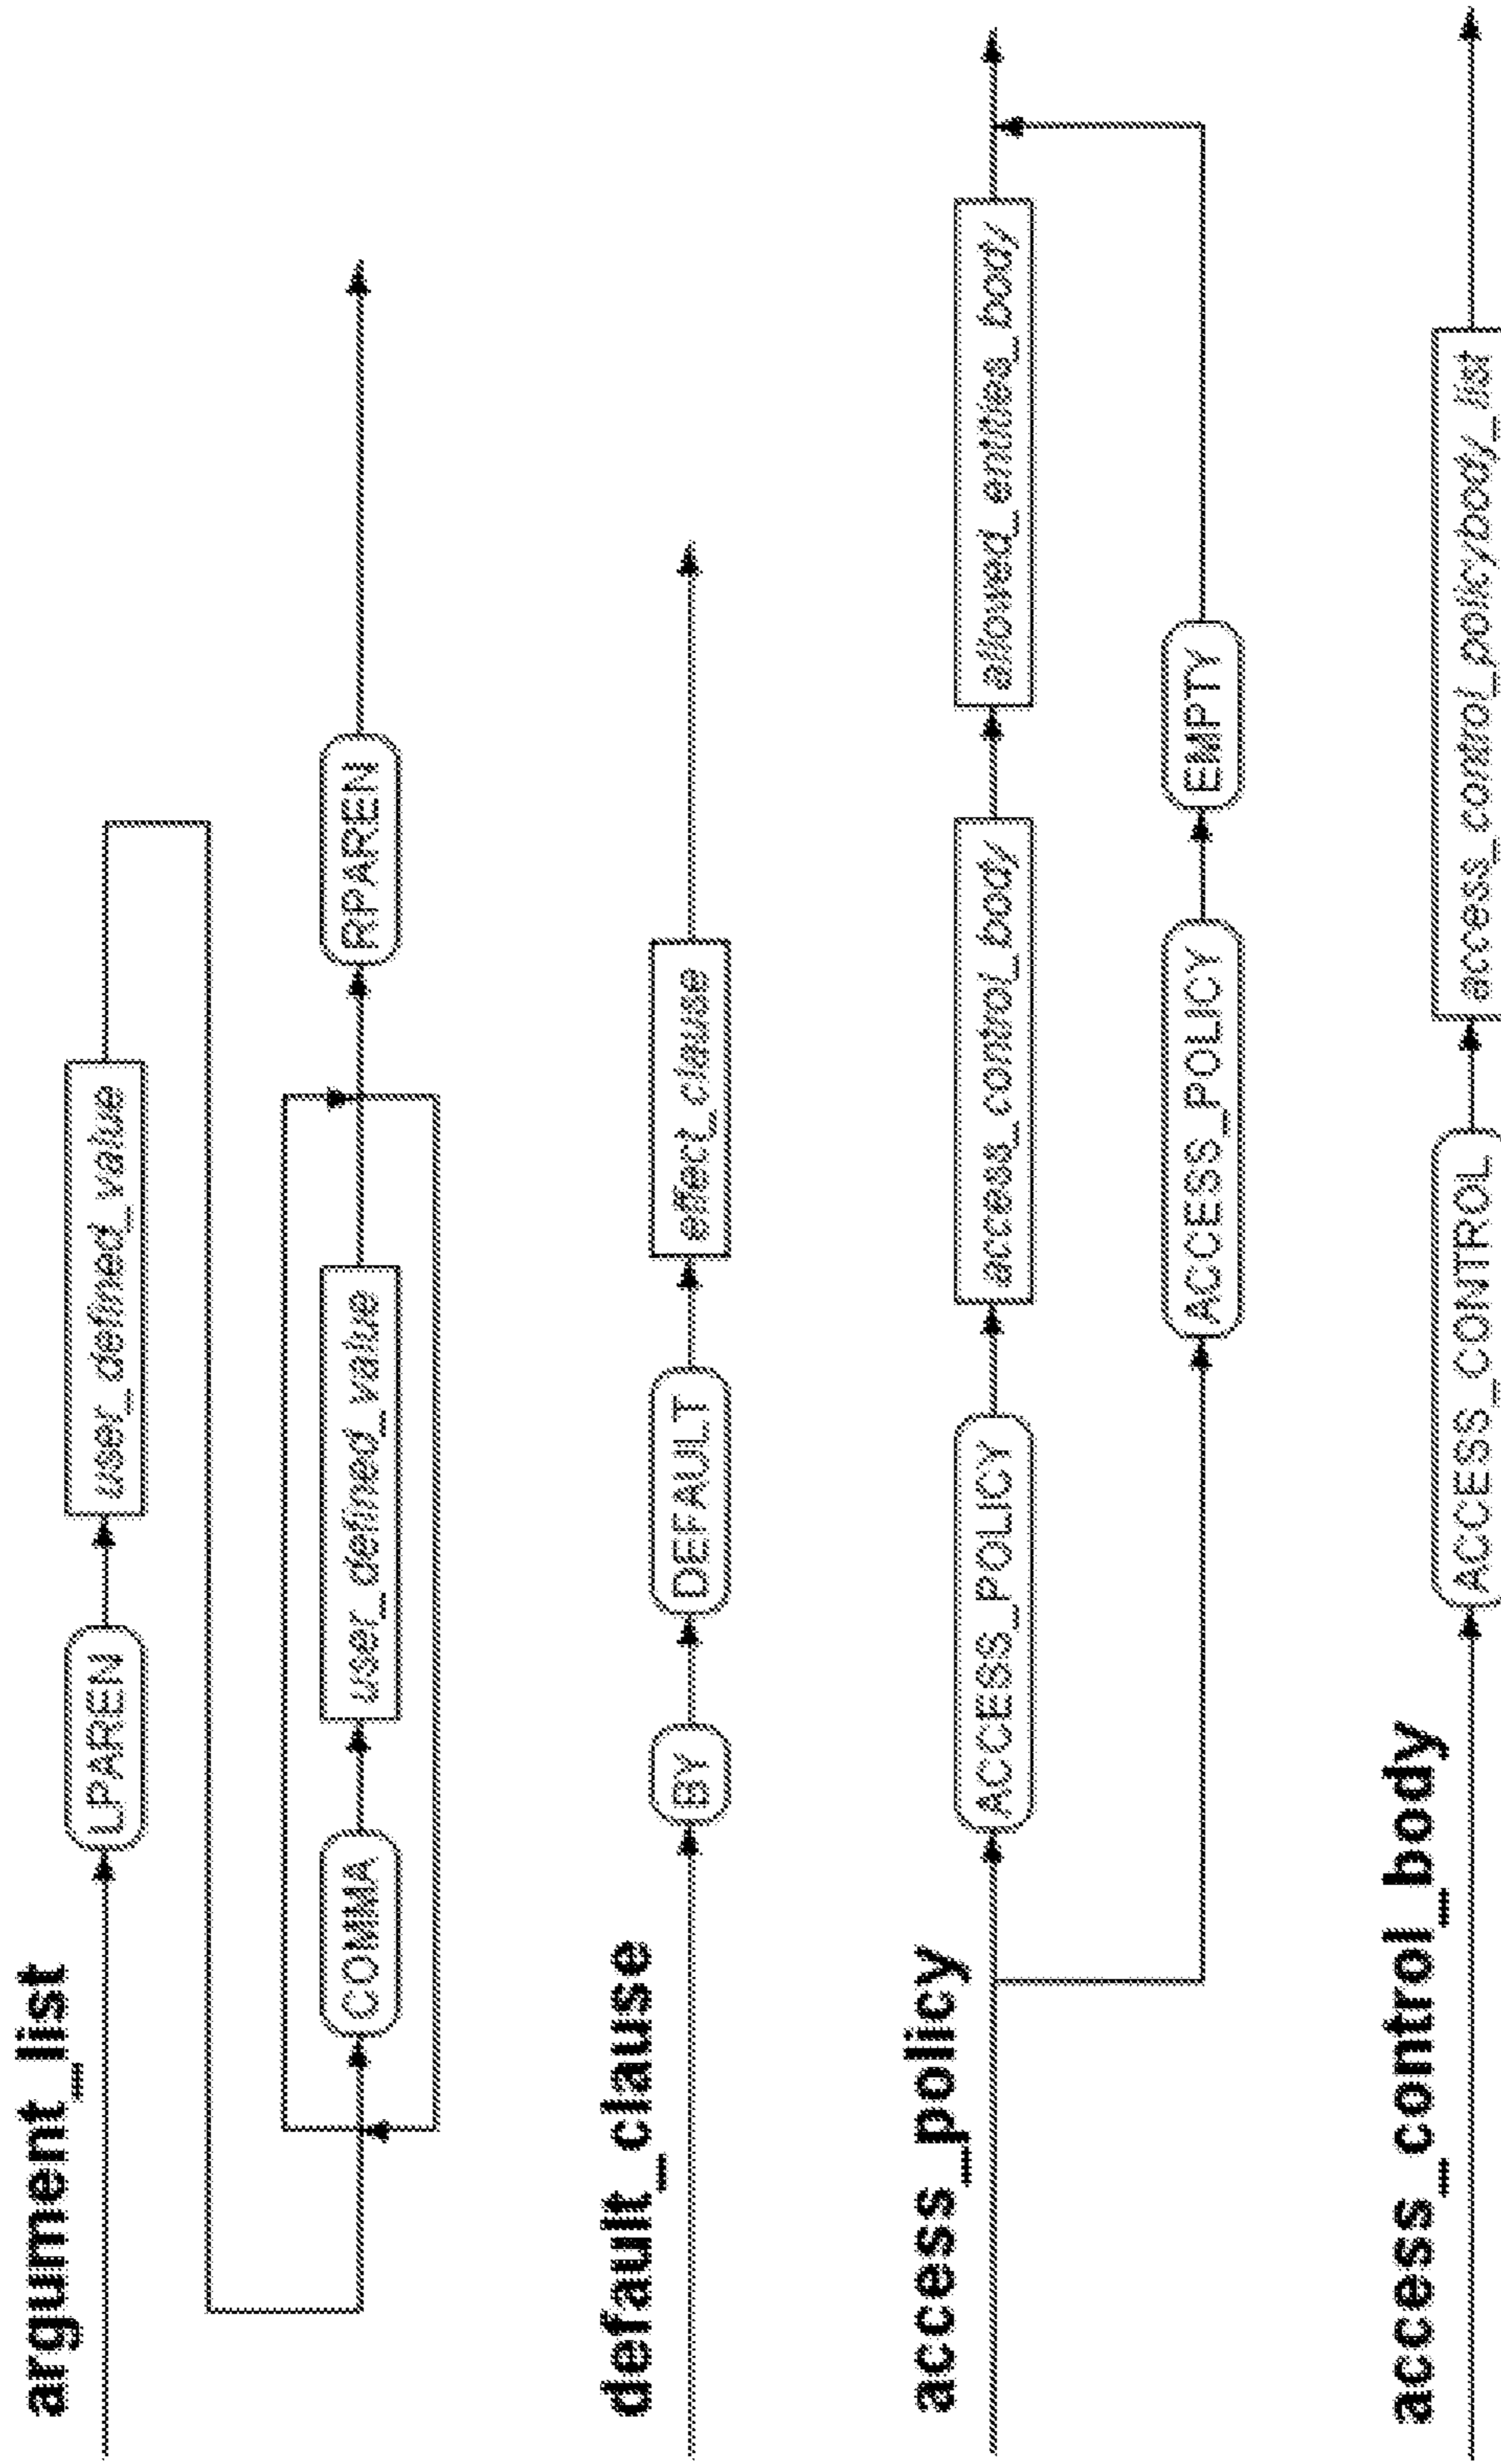 argument_list
LPAREN user_defined_value
COMMA user_defined_value RPAREN
default_clause
BY DEFAULT effect_clause
access_policy
ACCESS_POLICY access_control_body allowed_entities_body
ACCESS_POLICY EMPTY
access_control_body
ACCESS_CONTROL access_control_policybody_list